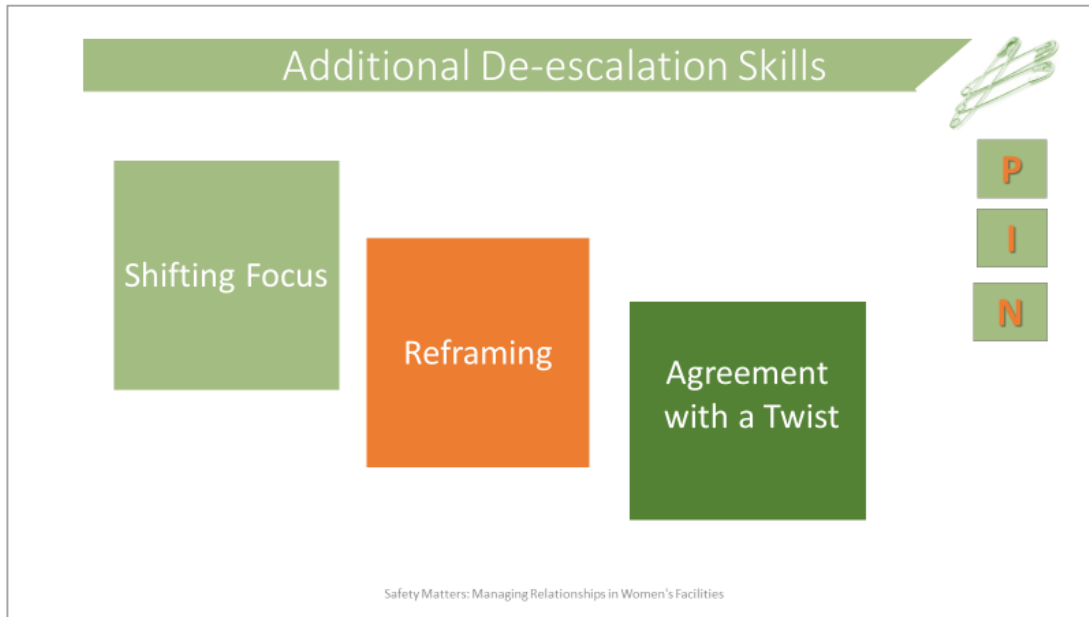 Additional De-escalation Skills
P
I
N
Shifting Focus
Reframing
Agreement
with a Twist
Safety Matters: Managing Relationships in Women's Facilities